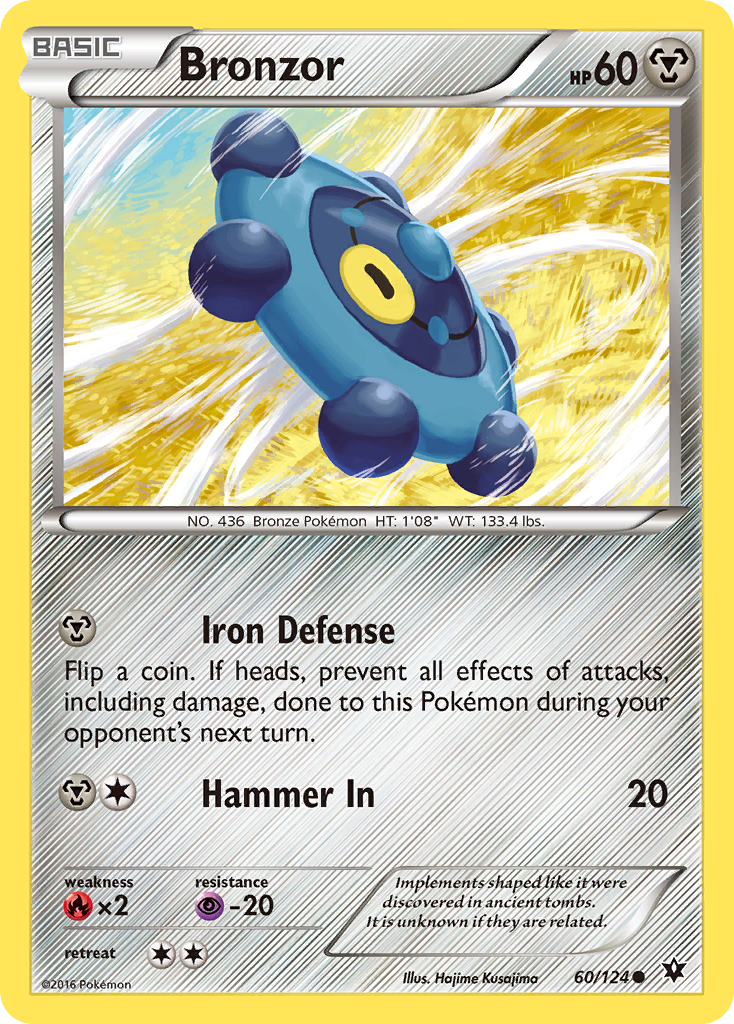 BASIC
Bronzor
HP60
NO. 436 Bronze Pokémon HT: 1'08" WT: 133.4 lbs.
Iron Defense
Flip a coin. If heads, prevent all effects of attacks,
including damage, done to this Pokémon during your
opponent's next turn.
Hammer In 20
weakness resistance
×2 -20
retreat
Implements shaped like it were
discovered in ancient tombs.
It is unknown if they are related.
©2016 Pokémon
Illus. Hajime Kusajima
60/124